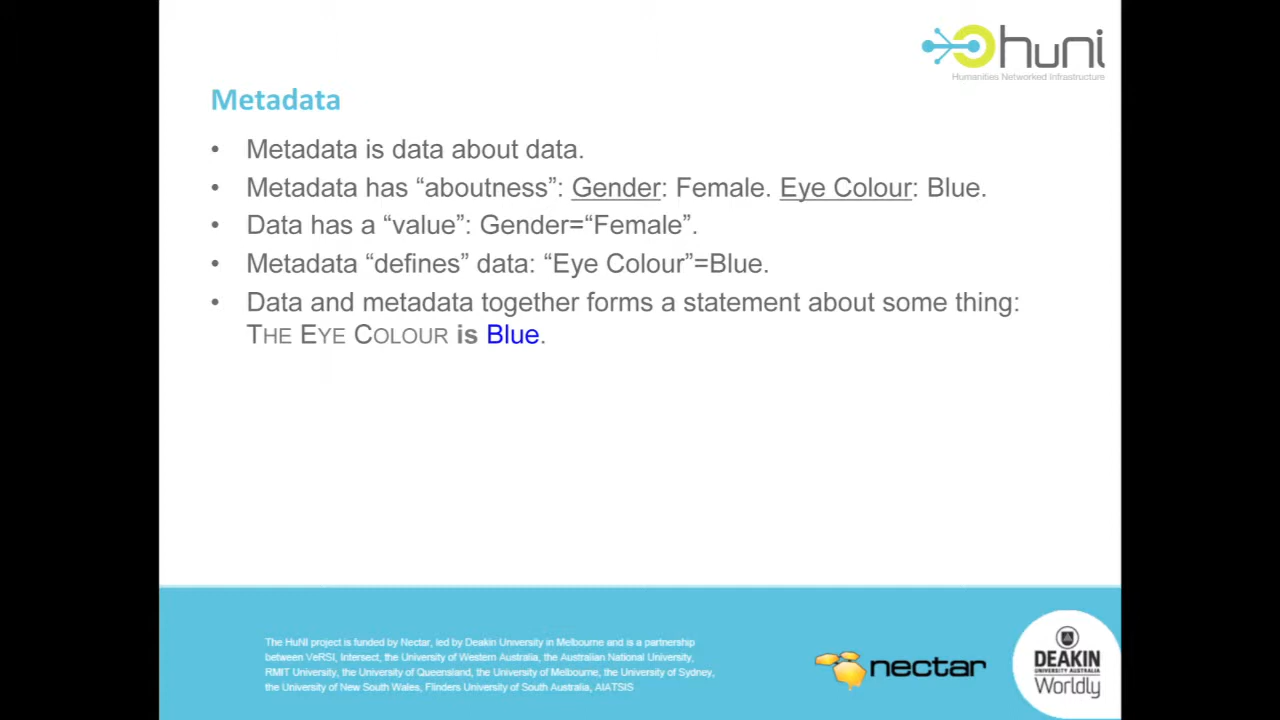 huni
Humanities Networked Infrastructure
Metadata
• Metadata is data about data.
• Metadata has “aboutness”: Gender: Female. Eye Colour: Blue.
• Data has a “value”: Gender=“Female”.
• Metadata “defines” data: “Eye Colour”=Blue.
• Data and metadata together forms a statement about some thing:
THE EYE COLOUR is Blue.
The HuNI project is funded by Nectar, led by Deakin University in Melbourne and is a partnership
between VeRSI, Intersect, the University of Western Australia, the Australian National University,
RMIT University, the University of Queensland, the University of Melbourne, the University of Sydney,
the University of New South Wales, Flinders University of South Australia, AIATSIS
nectar
DEAKIN
UNIVERSITY AUSTRALIA
Worldly